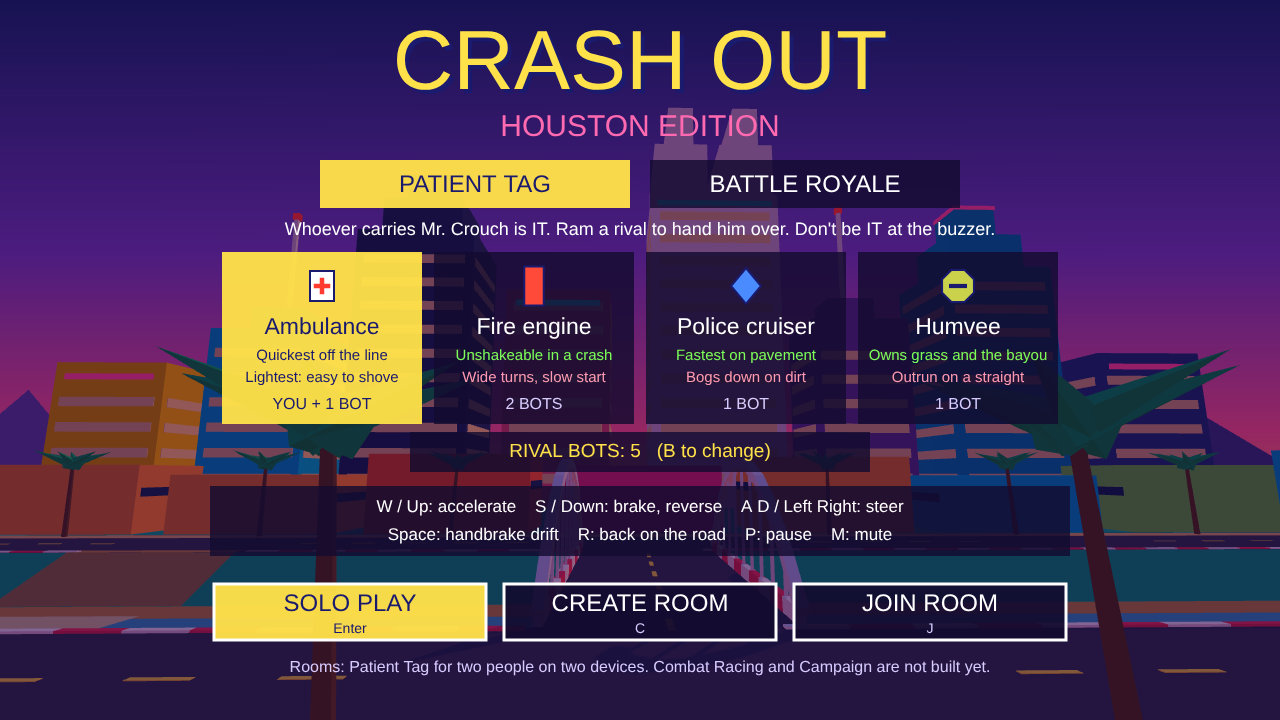 CRASH OUT
HOUSTON EDITION
PATIENT TAG
BATTLE ROYALE
Whoever carries Mr. Crouch is IT. Ram a rival to hand him over. Don't be IT at the buzzer.
Ambulance
Quickest off the line
Lightest: easy to shove
YOU + 1 BOT
Fire engine
Unshakeable in a crash
Wide turns, slow start
2 BOTS
Police cruiser
Fastest on pavement
Bogs down on dirt
1 BOT
Humvee
Owns grass and the bayou
Outrun on a straight
1 BOT
RIVAL BOTS: 5 (B to change)
W / Up: accelerate S / Down: brake, reverse A D / Left Right: steer
Space: handbrake drift R: back on the road P: pause M: mute
SOLO PLAY
Enter
CREATE ROOM
C
JOIN ROOM
J
Rooms: Patient Tag for two people on two devices. Combat Racing and Campaign are not built yet.